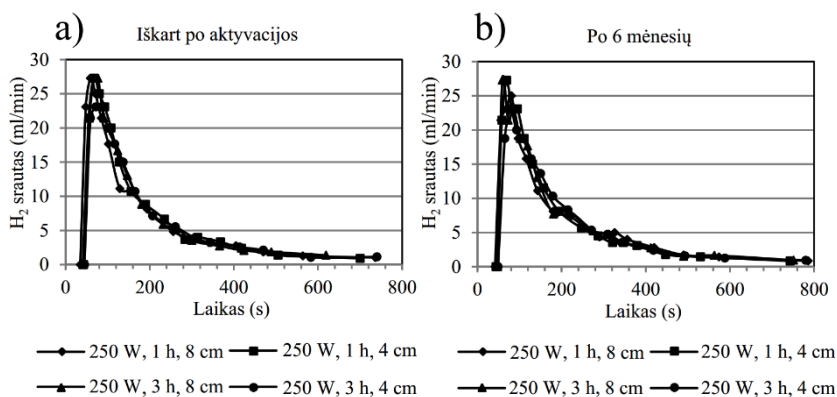 a)
Iškart po aktyvacijos
H₂ srautas (ml/min)
30
25
20
15
10
5
0
0
200
400
600
800
Laikas (s)
250 W, 1 h, 8 cm
250 W, 1 h, 4 cm
250 W, 3 h, 8 cm
250 W, 3 h, 4 cm
b)
Po 6 mėnesių
H₂ srautas (ml/min)
30
25
20
15
10
5
0
0
200
400
600
800
Laikas (s)
250 W, 1 h, 8 cm
250 W, 1 h, 4 cm
250 W, 3 h, 8 cm
250 W, 3 h, 4 cm